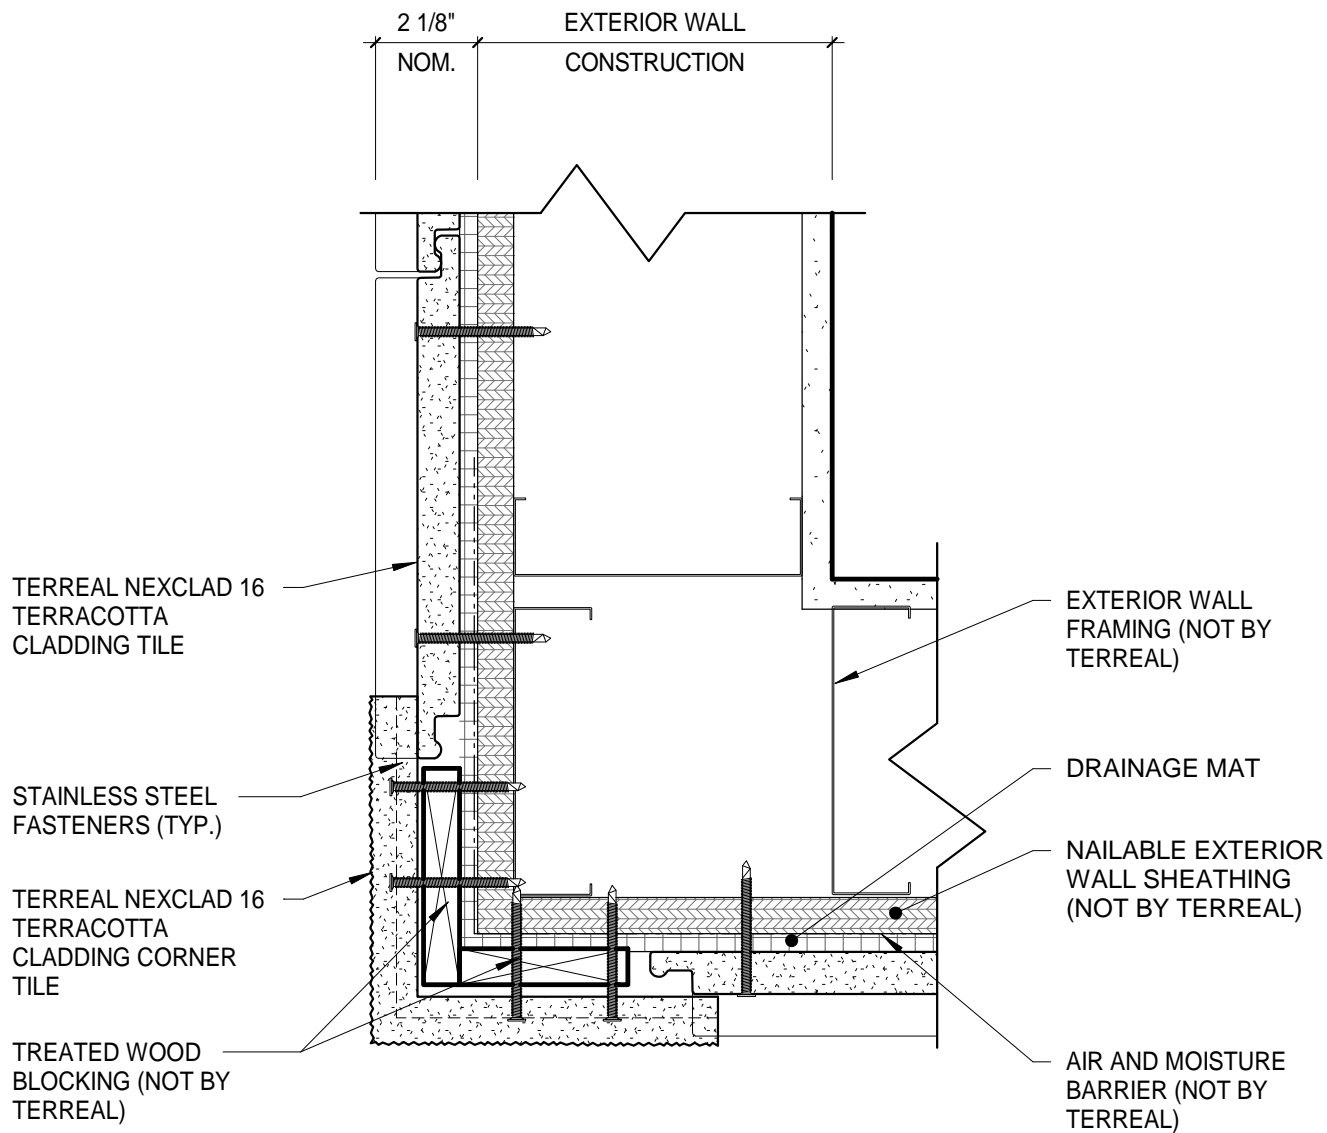 2 1/8"
NOM.
EXTERIOR WALL
CONSTRUCTION
TERREAL NEXCLAD 16
TERRACOTTA
CLADDING TILE
STAINLESS STEEL
FASTENERS (TYP.)
TERREAL NEXCLAD 16
TERRACOTTA
CLADDING CORNER
TILE
TREATED WOOD
BLOCKING (NOT BY
TERREAL)
EXTERIOR WALL
FRAMING (NOT BY
TERREAL)
DRAINAGE MAT
NAILABLE EXTERIOR
WALL SHEATHING
(NOT BY TERREAL)
AIR AND MOISTURE
BARRIER (NOT BY
TERREAL)